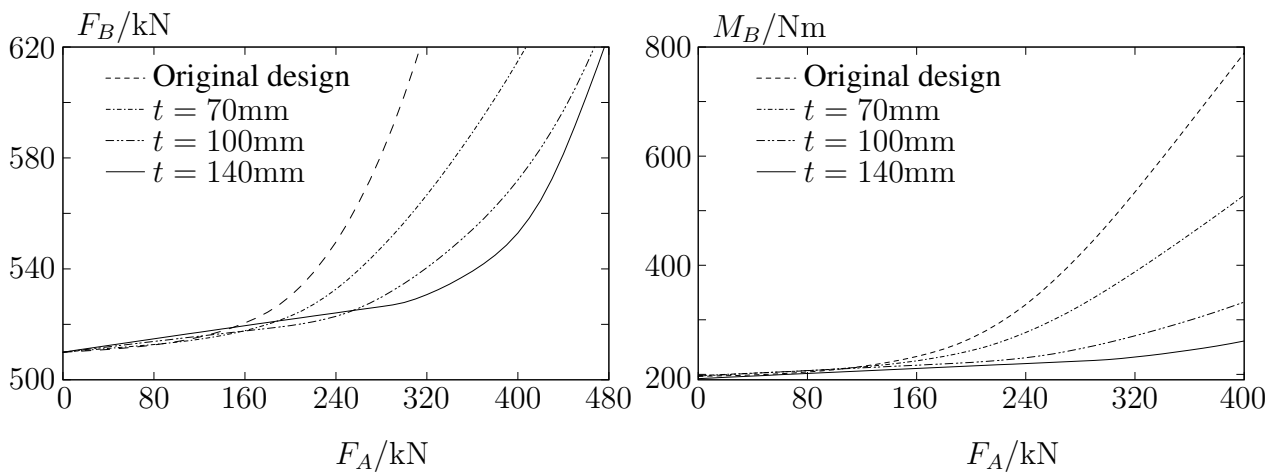 F_B/kN
620
580
540
500
Original design
t = 70mm
t = 100mm
t = 140mm
0 80 160 240 320 400 480
F_A/kN
M_B/Nm
800
600
400
200
Original design
t = 70mm
t = 100mm
t = 140mm
0 80 160 240 320 400
F_A/kN